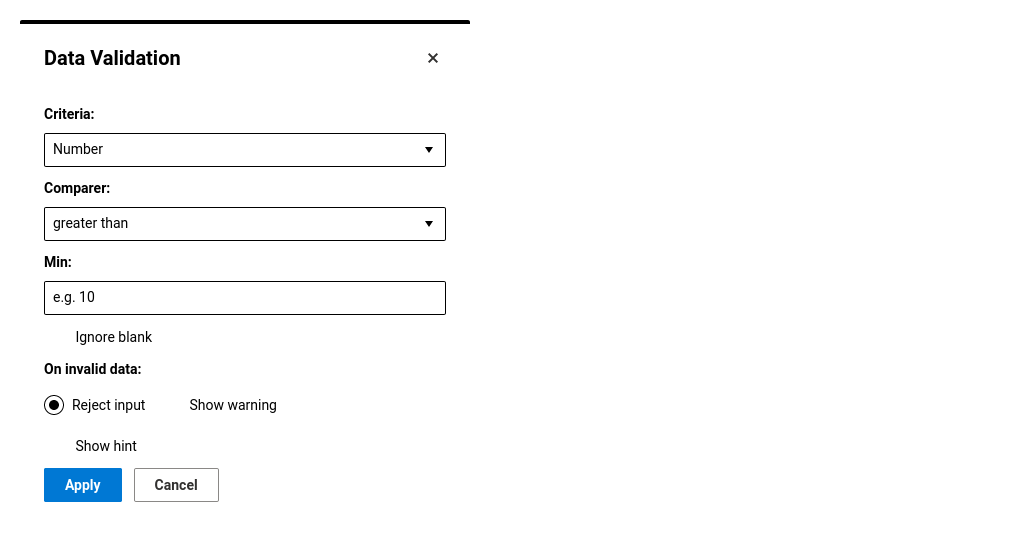 Data Validation
Criteria:
Number
Comparer:
greater than
Min:
e.g. 10
Ignore blank
On invalid data:
Reject input Show warning
Show hint
Apply Cancel